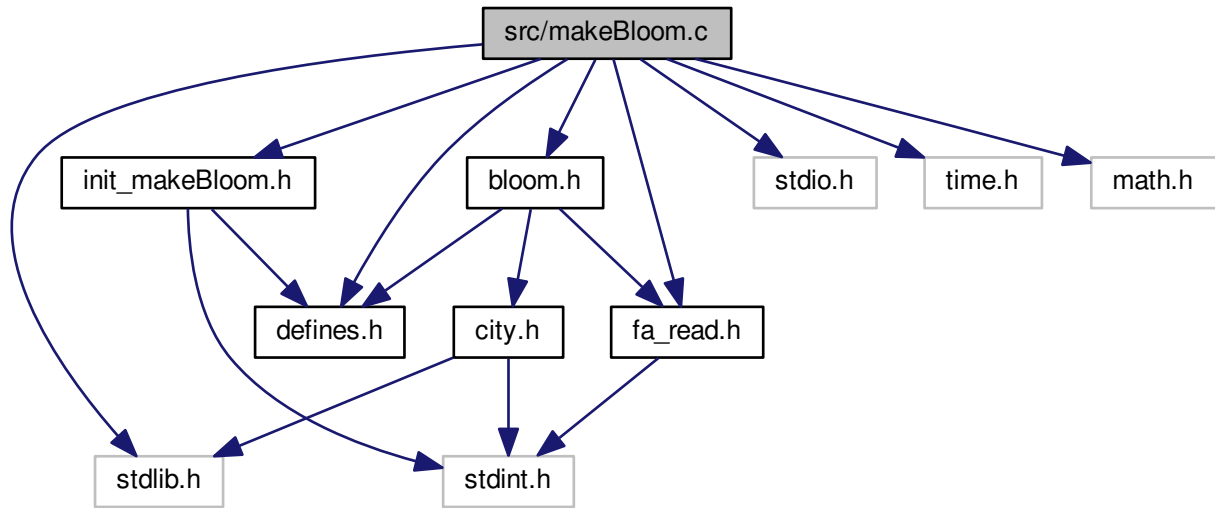 src/makeBloom.c
init_makeBloom.h
bloom.h
stdio.h
time.h
math.h
defines.h
city.h
fa_read.h
stdlib.h
stdint.h